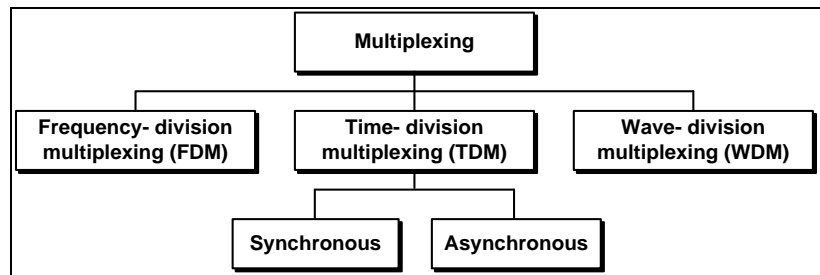 Multiplexing
Frequency- division
multiplexing (FDM)
Time- division
multiplexing (TDM)
Wave- division
multiplexing (WDM)
Synchronous
Asynchronous